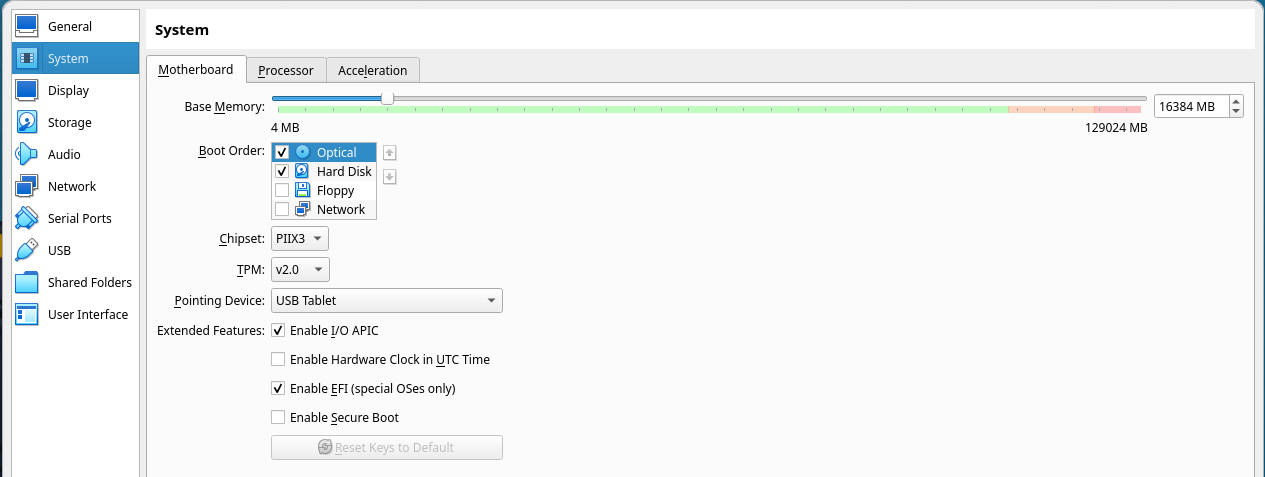 General
System
Display
Storage
Audio
Network
Serial Ports
USB
Shared Folders
User Interface
System
Motherboard Processor Acceleration
Base Memory: 16384 MB
4 MB 129024 MB
Boot Order: Optical
Hard Disk
Floppy
Network
Chipset: PIIX3
TPM: v2.0
Pointing Device: USB Tablet
Extended Features: Enable I/O APIC
Enable Hardware Clock in UTC Time
Enable EFI (special OSes only)
Enable Secure Boot
Reset Keys to Default